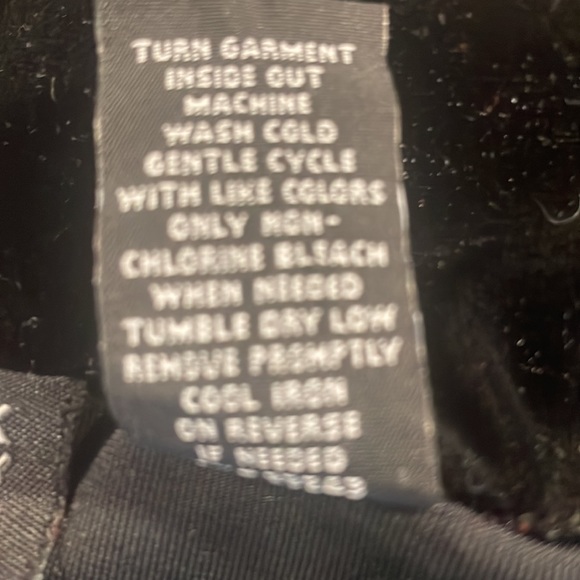 TURN GARMENT
INSIDE OUT
MACHINE
WASH COLD
GENTLE CYCLE
WITH LIKE COLORS
ONLY NON-
CHLORINE BLEACH
WHEN NEEDED
TUMBLE DRY LOW
REMOVE PROMPTLY
COOL IRON
ON REVERSE
IF NEEDED